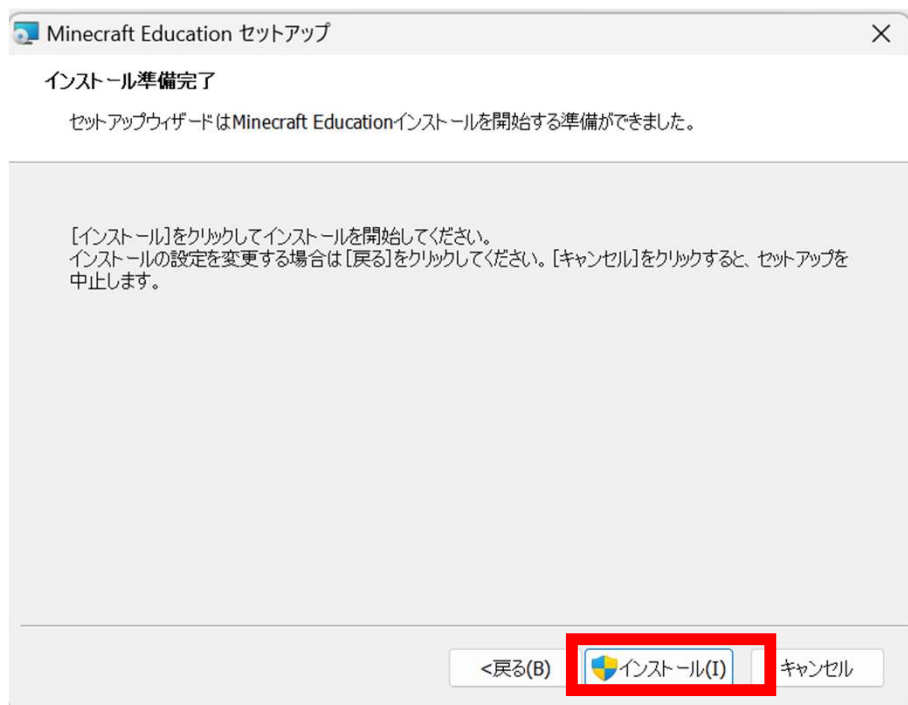 Minecraft Education セットアップ
インストール準備完了
セットアップウィザードはMinecraft Educationインストールを開始する準備ができました。
[インストール]をクリックしてインストールを開始してください。
インストールの設定を変更する場合は[戻る]をクリックしてください。[キャンセル]をクリックすると、セットアップを
中止します。
<戻る(B) インストール(I) キャンセル